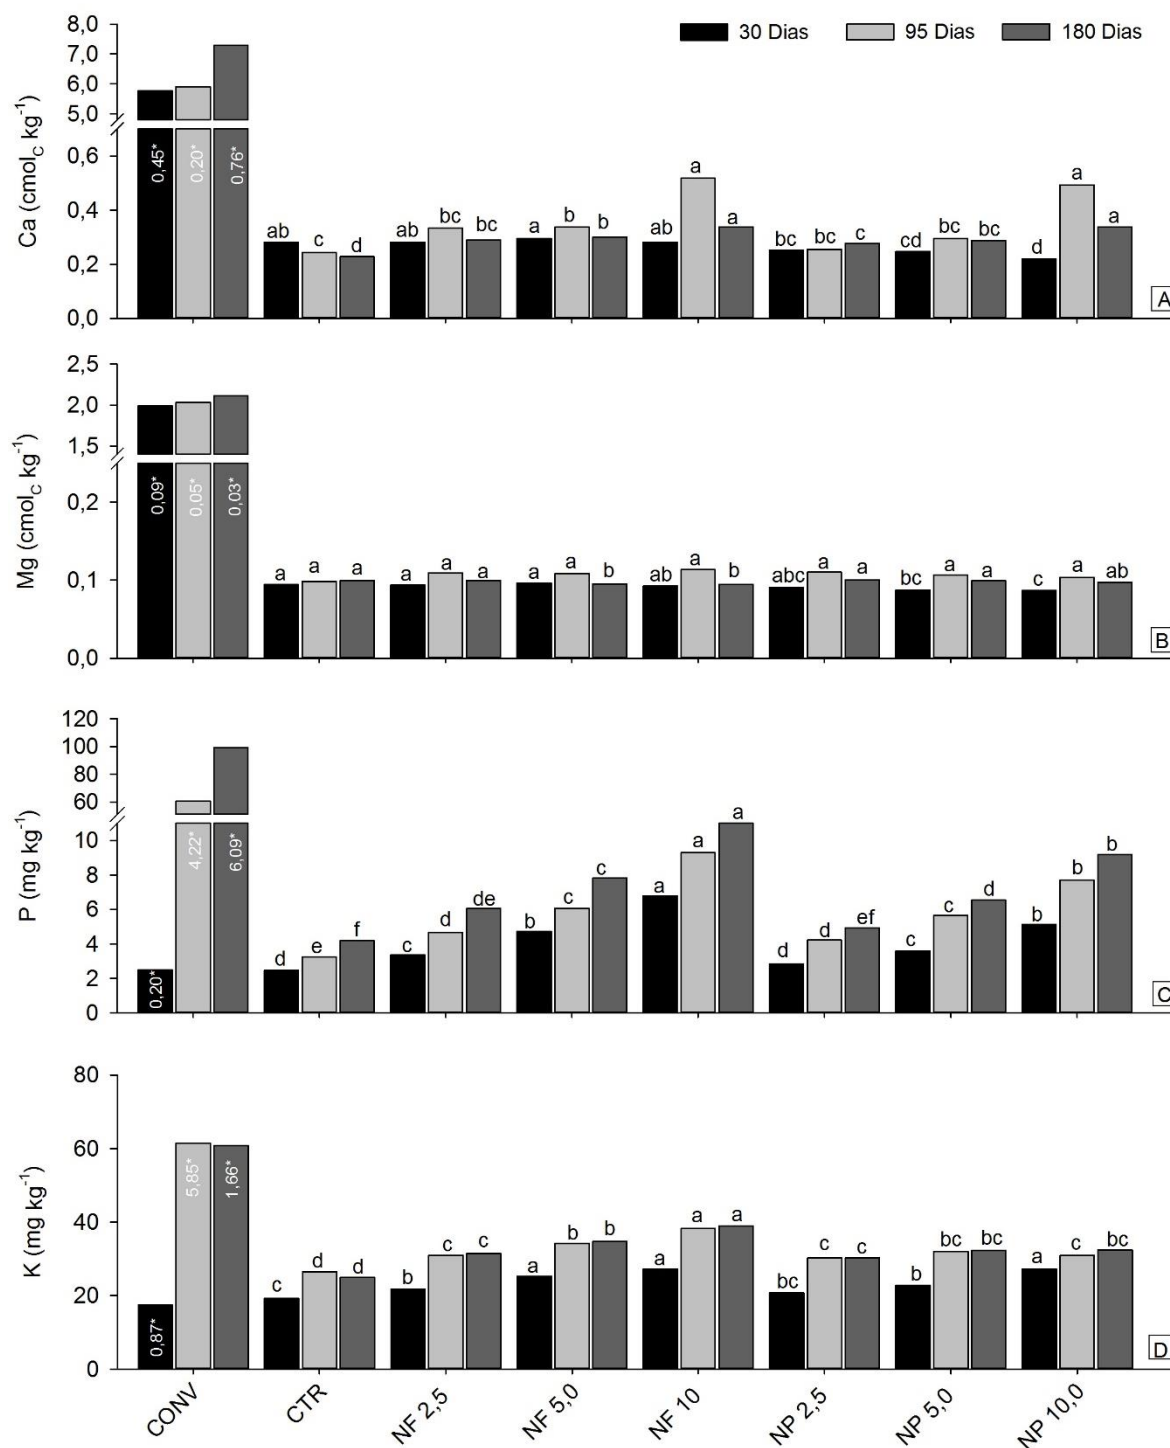 30 Dias 95 Dias 180 Dias
Ca (cmolC kg-1)
8,0
7,0
6,0
5,0
0,6
0,4
0,2
0,0
0,45* 0,20* 0,76*
ab c d ab bc bc a b b ab a a bc bc c cd bc bc d a a
A
Mg (cmolC kg-1)
2,5
2,0
1,5
0,2
0,1
0,0
0,09* 0,05* 0,03*
a a a a a a a a b ab a b abc a a bc a a c a ab
B
P (mg kg-1)
120
100
80
60
10
8
6
4
2
0
0,20* 4,22* 6,09*
d e f c d de b c c a a a d d ef c c d b b b
C
K (mg kg-1)
80
60
40
20
0
0,87* 5,85* 1,66*
c d d b c c a b b a a a bc c c b bc bc a c bc
D
CONV CTR NF 2,5 NF 5,0 NF 10 NP 2,5 NP 5,0 NP 10,0